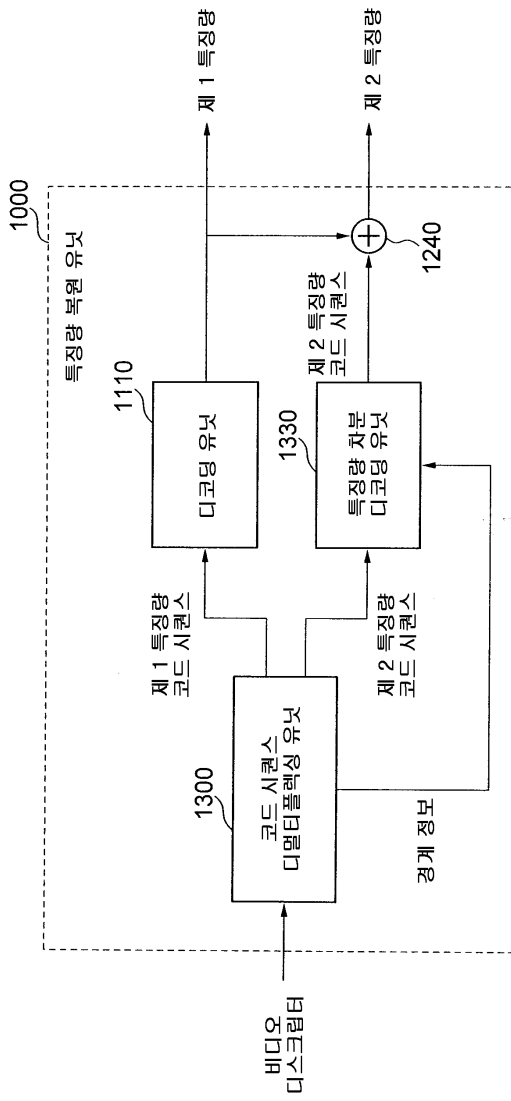 1000
특징량 복원 유닛
비디오
디스크립터
1300
코드 시퀀스
디멀티플렉싱 유닛
제 1 특징량
코드 시퀀스
제 2 특징량
코드 시퀀스
경계 정보
1110
디코딩 유닛
1330
특징량 차분
디코딩 유닛
제 2 특징량
코드 시퀀스
+
1240
제 1 특징량
제 2 특징량